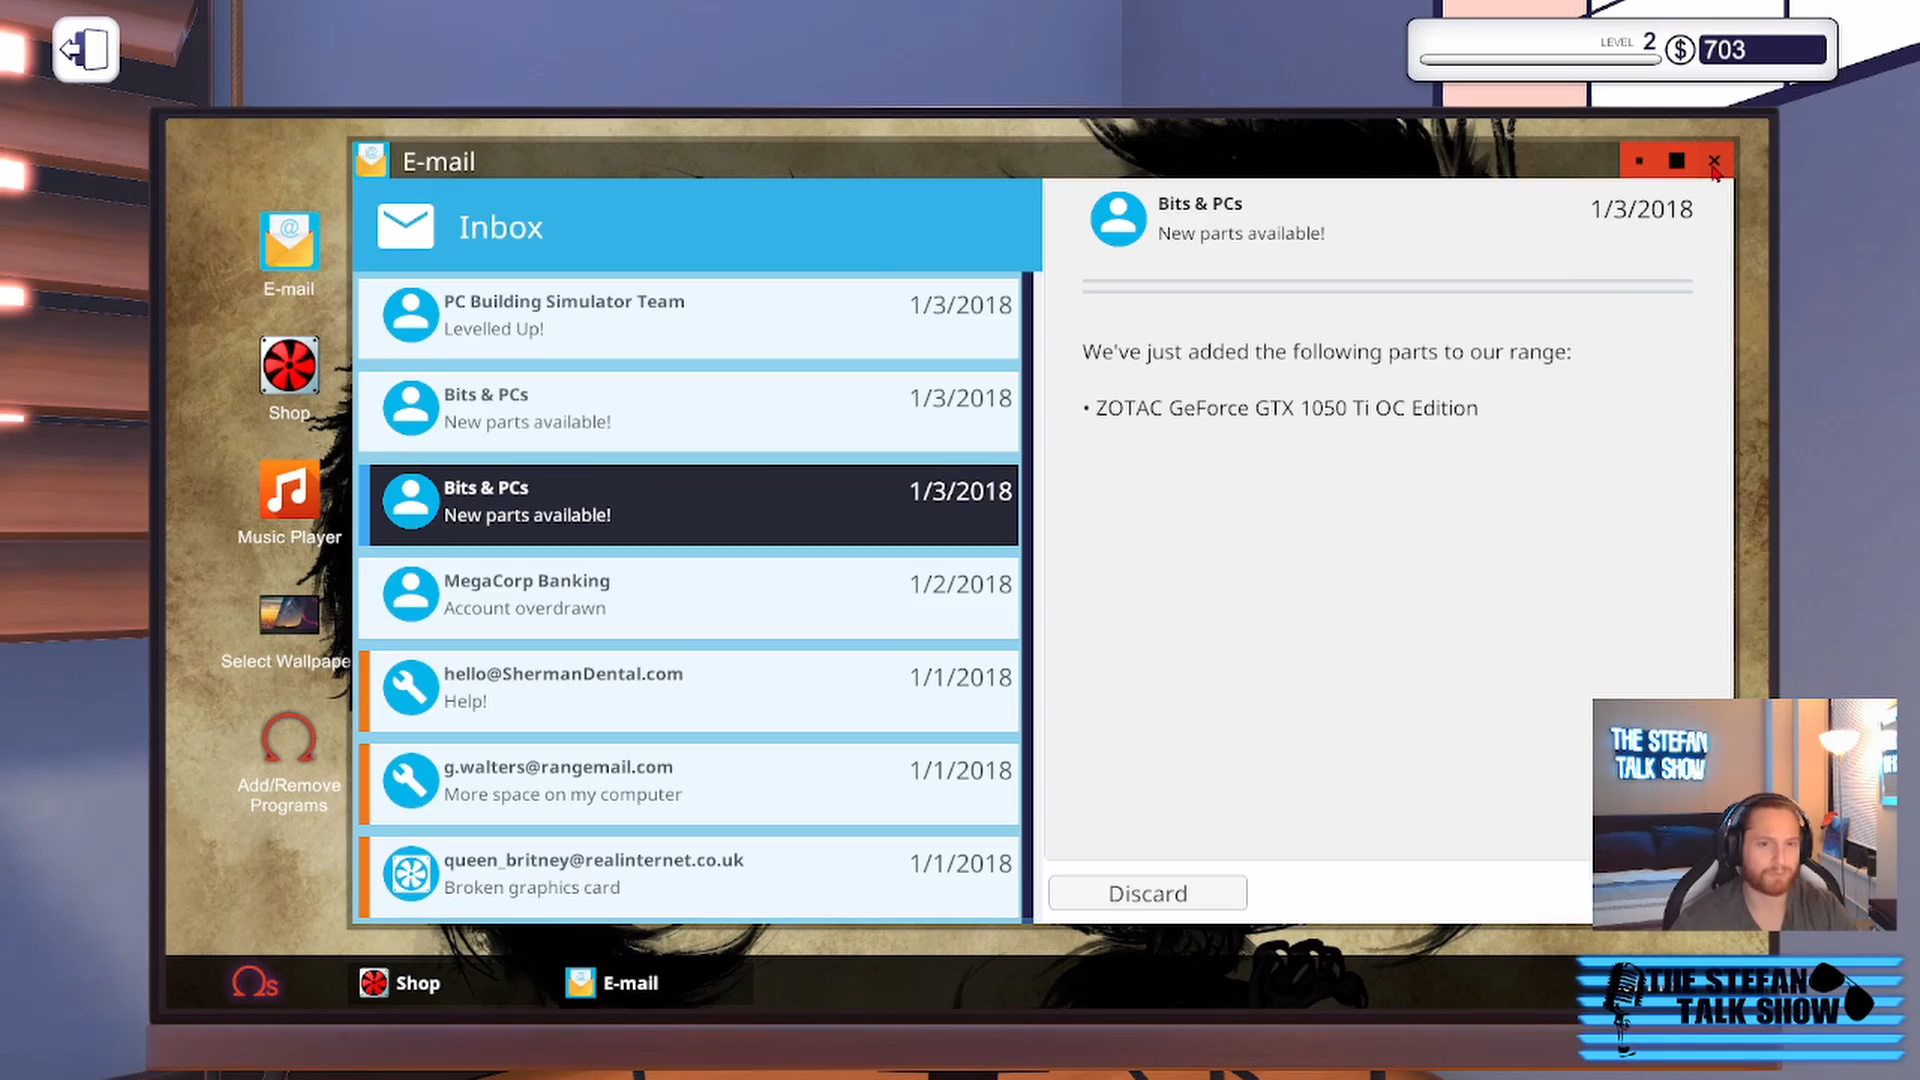 LEVEL 2 $ 703
E-mail
Inbox
PC Building Simulator Team 1/3/2018
Levelled Up!
Bits & PCs 1/3/2018
New parts available!
Bits & PCs 1/3/2018
New parts available!
MegaCorp Banking 1/2/2018
Account overdrawn
hello@ShermanDental.com 1/1/2018
Help!
g.walters@rangemail.com 1/1/2018
More space on my computer
queen_britney@realinternet.co.uk 1/1/2018
Broken graphics card
Bits & PCs 1/3/2018
New parts available!
We've just added the following parts to our range:
• ZOTAC GeForce GTX 1050 Ti OC Edition
Discard
E-mail
Shop
Music Player
Select Wallpape
Add/Remove
Programs
Ωs Shop E-mail
THE STEFAN
TALK SHOW
THE STEFAN
TALK SHOW